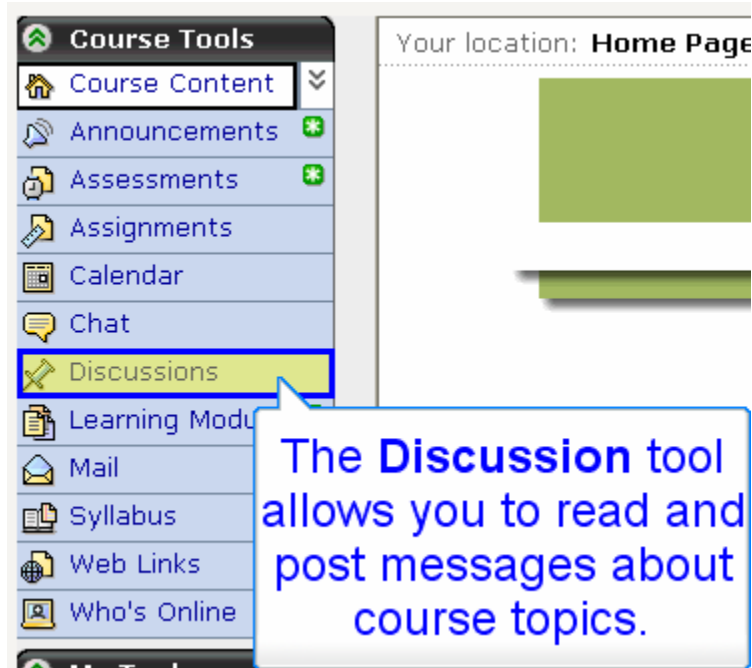 Course Tools
Your location: Home Page
Course Content
Announcements
Assessments
Assignments
Calendar
Chat
Discussions
Learning Modu
Mail
Syllabus
Web Links
Who's Online
The Discussion tool
allows you to read and
post messages about
course topics.